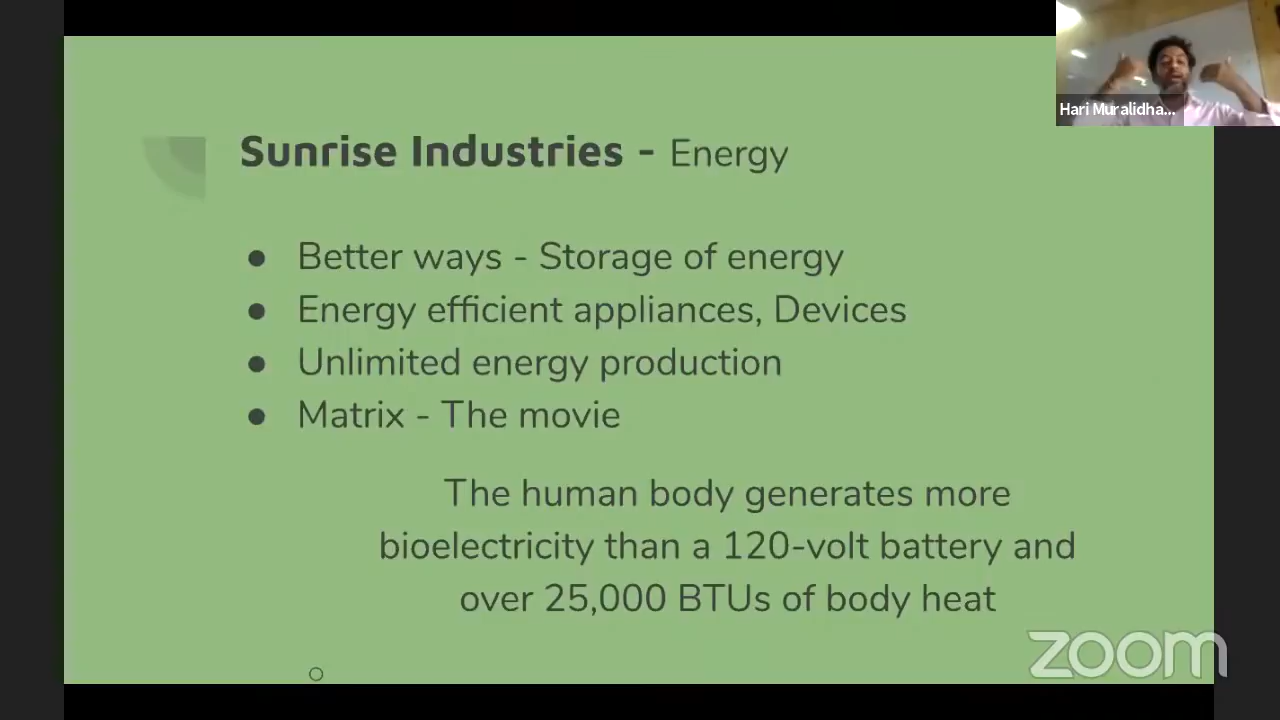 Hari Muralidha...
Sunrise Industries - Energy
● Better ways - Storage of energy
● Energy efficient appliances, Devices
● Unlimited energy production
● Matrix - The movie
The human body generates more
bioelectricity than a 120-volt battery and
over 25,000 BTUs of body heat
zoom